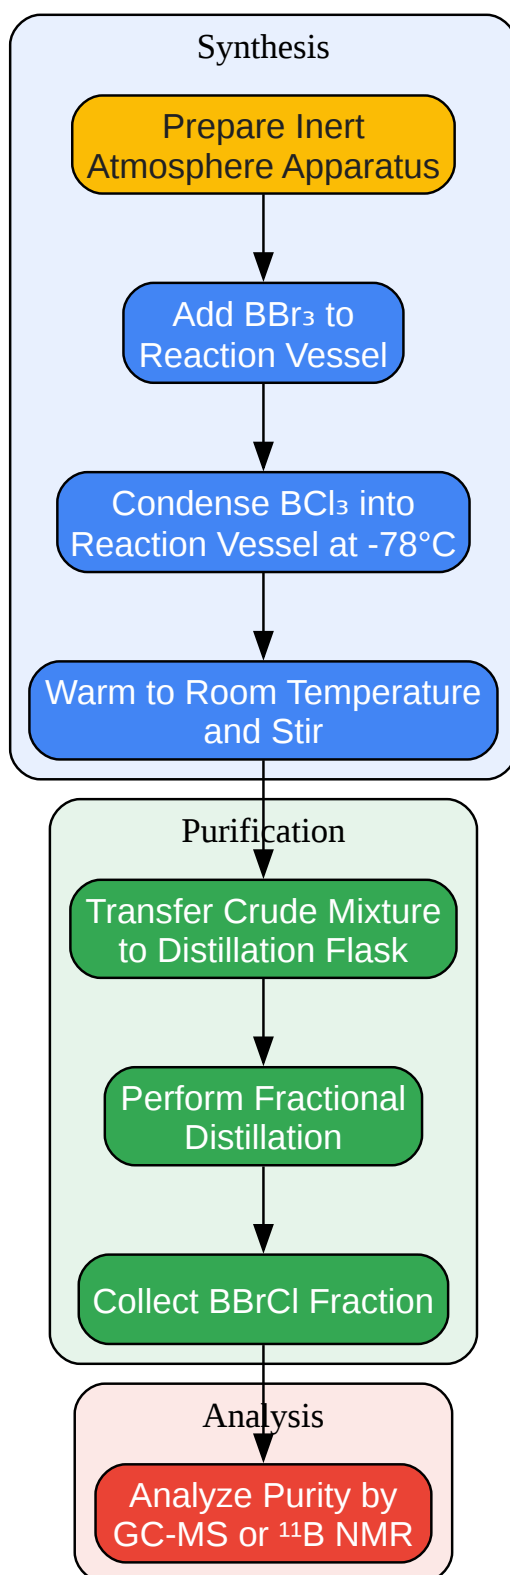 Synthesis
Prepare Inert
Atmosphere Apparatus
Add BBr₃ to
Reaction Vessel
Condense BCl₃ into
Reaction Vessel at -78°C
Warm to Room Temperature
and Stir
Purification
Transfer Crude Mixture
to Distillation Flask
Perform Fractional
Distillation
Collect BBrCl Fraction
Analysis
Analyze Purity by
GC-MS or ¹¹B NMR